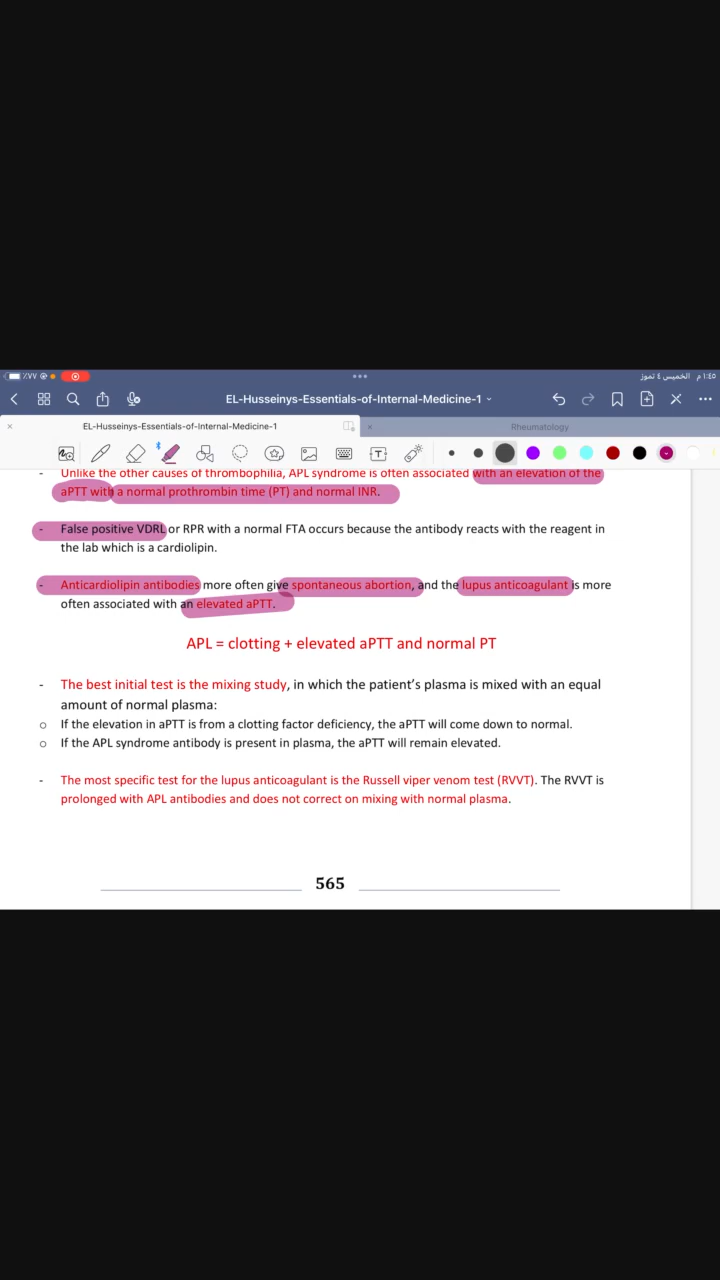 ٪٧٧
١:٤٥ م الخميس ٤ تموز
EL-Husseinys-Essentials-of-Internal-Medicine-1
EL-Husseinys-Essentials-of-Internal-Medicine-1
Rheumatology
- Unlike the other causes of thrombophilia, APL syndrome is often associated with an elevation of the
aPTT with a normal prothrombin time (PT) and normal INR.
- False positive VDRL or RPR with a normal FTA occurs because the antibody reacts with the reagent in
the lab which is a cardiolipin.
- Anticardiolipin antibodies more often give spontaneous abortion, and the lupus anticoagulant is more
often associated with an elevated aPTT.
APL = clotting + elevated aPTT and normal PT
- The best initial test is the mixing study, in which the patient’s plasma is mixed with an equal
amount of normal plasma:
o If the elevation in aPTT is from a clotting factor deficiency, the aPTT will come down to normal.
o If the APL syndrome antibody is present in plasma, the aPTT will remain elevated.
- The most specific test for the lupus anticoagulant is the Russell viper venom test (RVVT). The RVVT is
prolonged with APL antibodies and does not correct on mixing with normal plasma.
565